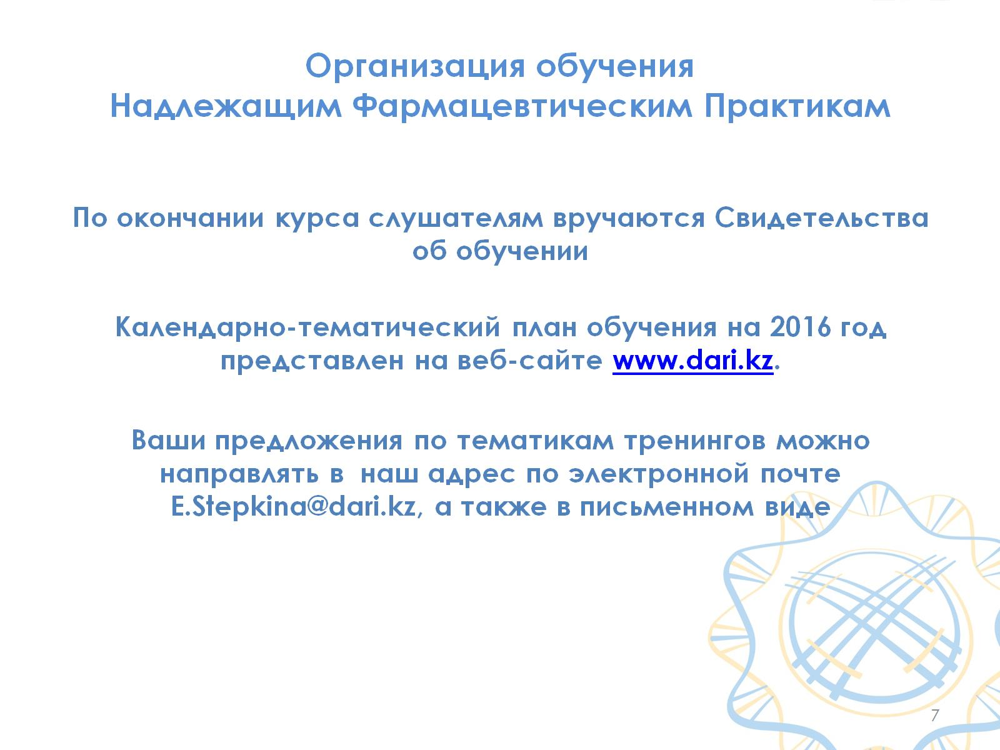 Организация обучения
Надлежащим Фармацевтическим Практикам
По окончании курса слушателям вручаются Свидетельства
об обучении
Календарно-тематический план обучения на 2016 год
представлен на веб-сайте www.dari.kz.
Ваши предложения по тематикам тренингов можно
направлять в  наш адрес по электронной почте
E.Stepkina@dari.kz, а также в письменном виде
7